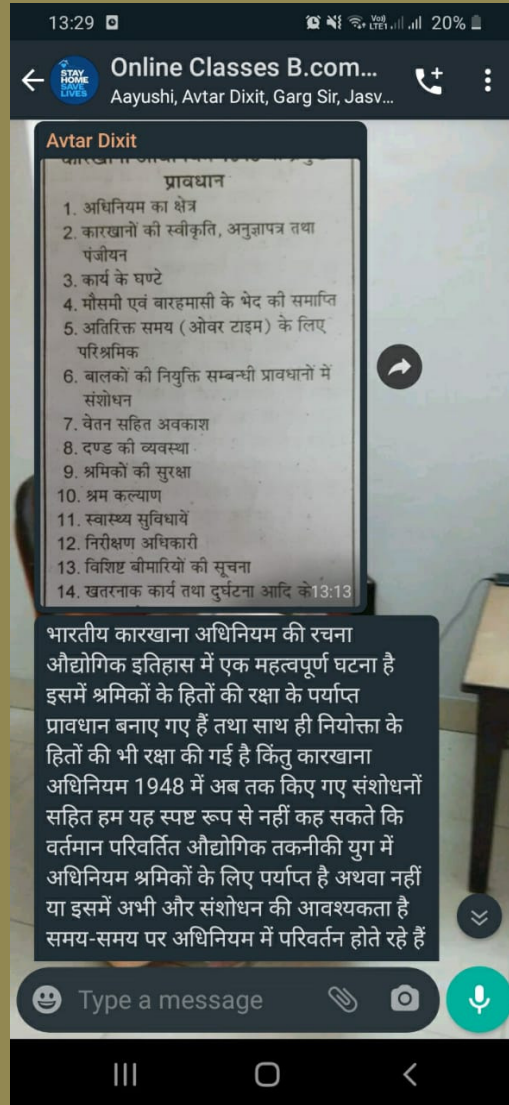 13:29
Vo)) LTE1 20%
STAY HOME SAVE LIVES
Online Classes B.com...
Aayushi, Avtar Dixit, Garg Sir, Jasv...
Avtar Dixit
प्रावधान
1. अधिनियम का क्षेत्र
2. कारखानों की स्वीकृति, अनुज्ञापत्र तथा
पंजीयन
3. कार्य के घण्टे
4. मौसमी एवं बारहमासी के भेद की समाप्ति
5. अतिरिक्त समय (ओवर टाइम) के लिए
परिश्रमिक
6. बालकों की नियुक्ति सम्बन्धी प्रावधानों में
संशोधन
7. वेतन सहित अवकाश
8. दण्ड की व्यवस्था
9. श्रमिकों की सुरक्षा
10. श्रम कल्याण
11. स्वास्थ्य सुविधायें
12. निरीक्षण अधिकारी
13. विशिष्ट बीमारियों की सूचना
14. खतरनाक कार्य तथा दुर्घटना आदि के 13:13
भारतीय कारखाना अधिनियम की रचना
औद्योगिक इतिहास में एक महत्वपूर्ण घटना है
इसमें श्रमिकों के हितों की रक्षा के पर्याप्त
प्रावधान बनाए गए हैं तथा साथ ही नियोक्ता के
हितों की भी रक्षा की गई है किंतु कारखाना
अधिनियम 1948 में अब तक किए गए संशोधनों
सहित हम यह स्पष्ट रूप से नहीं कह सकते कि
वर्तमान परिवर्तित औद्योगिक तकनीकी युग में
अधिनियम श्रमिकों के लिए पर्याप्त है अथवा नहीं
या इसमें अभी और संशोधन की आवश्यकता है
समय-समय पर अधिनियम में परिवर्तन होते रहे हैं
Type a message